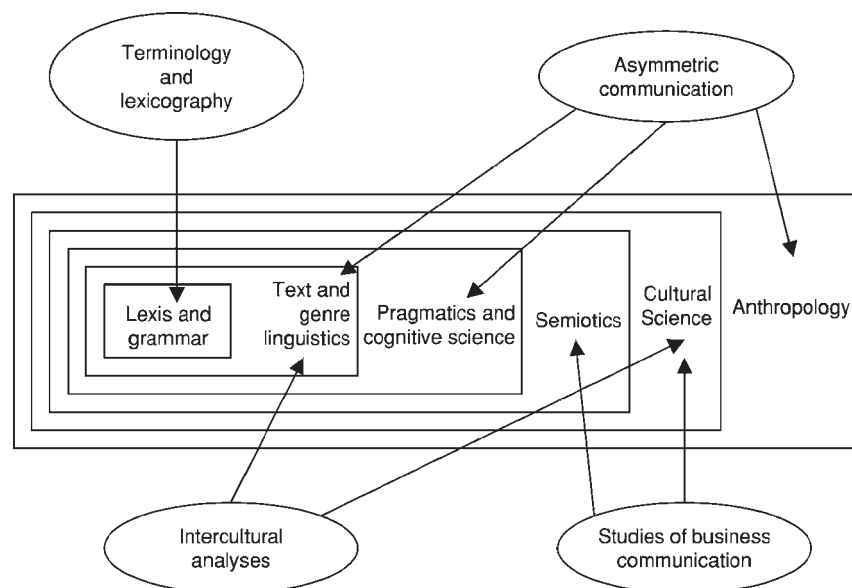 Terminology
and
lexicography
Asymmetric
communication
Lexis and
grammar
Text and
genre
linguistics
Pragmatics and
cognitive science
Semiotics
Cultural
Science
Anthropology
Intercultural
analyses
Studies of business
communication